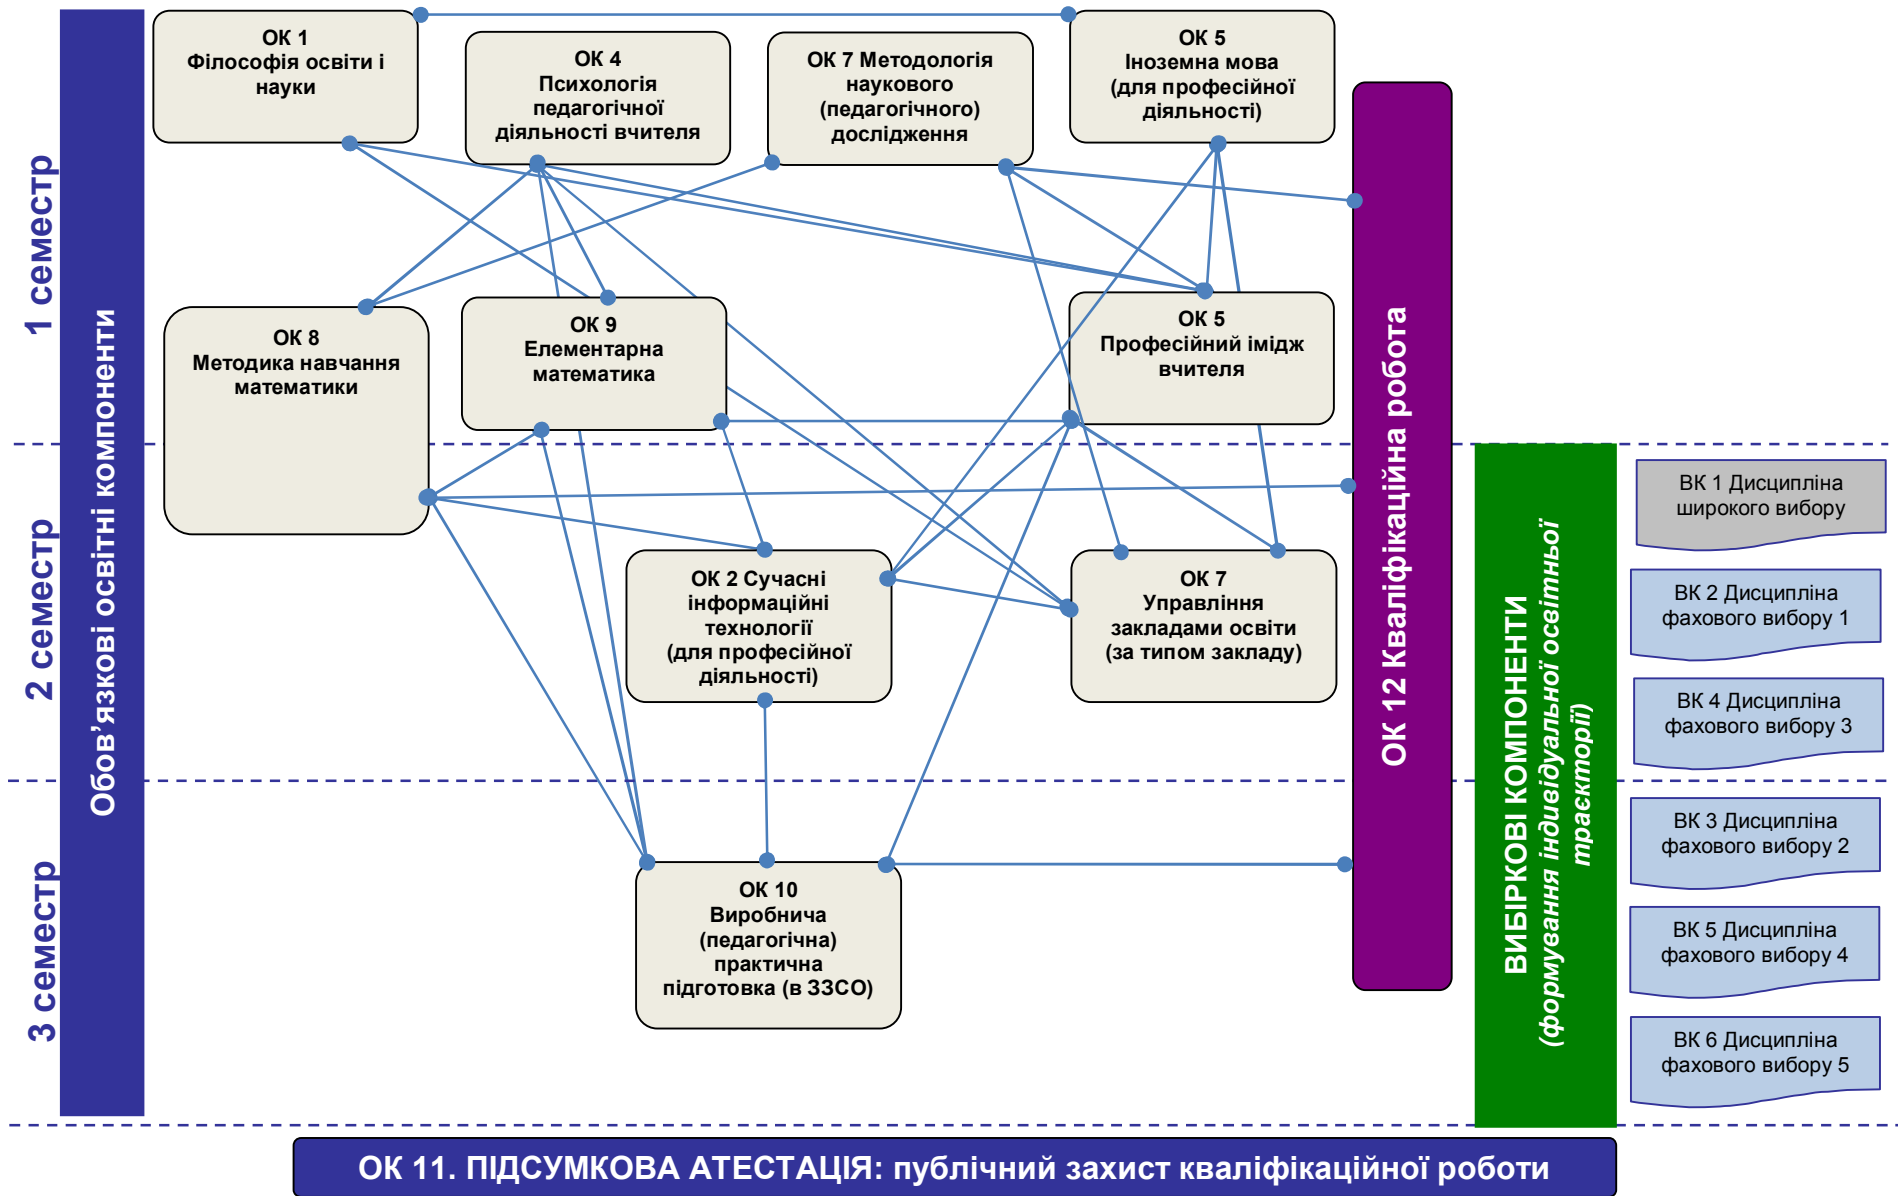 Обов’язкові освітні компоненти
1 семестр
2 семестр
3 семестр
ОК 1
Філософія освіти і
науки
ОК 4
Психологія
педагогічної
діяльності вчителя
ОК 7 Методологія
наукового
(педагогічного)
дослідження
ОК 5
Іноземна мова
(для професійної
діяльності)
ОК 8
Методика навчання
математики
ОК 9
Елементарна
математика
ОК 5
Професійний імідж
вчителя
ОК 2 Сучасні
інформаційні
технології
(для професійної
діяльності)
ОК 7
Управління
закладами освіти
(за типом закладу)
ОК 10
Виробнича
(педагогічна)
практична
підготовка (в ЗЗСО)
ОК 12 Кваліфікаційна робота
ВИБІРКОВІ КОМПОНЕНТИ
(формування індивідуальної освітньої
траєкторії)
ВК 1 Дисципліна
широкого вибору
ВК 2 Дисципліна
фахового вибору 1
ВК 4 Дисципліна
фахового вибору 3
ВК 3 Дисципліна
фахового вибору 2
ВК 5 Дисципліна
фахового вибору 4
ВК 6 Дисципліна
фахового вибору 5
ОК 11. ПІДСУМКОВА АТЕСТАЦІЯ: публічний захист кваліфікаційної роботи